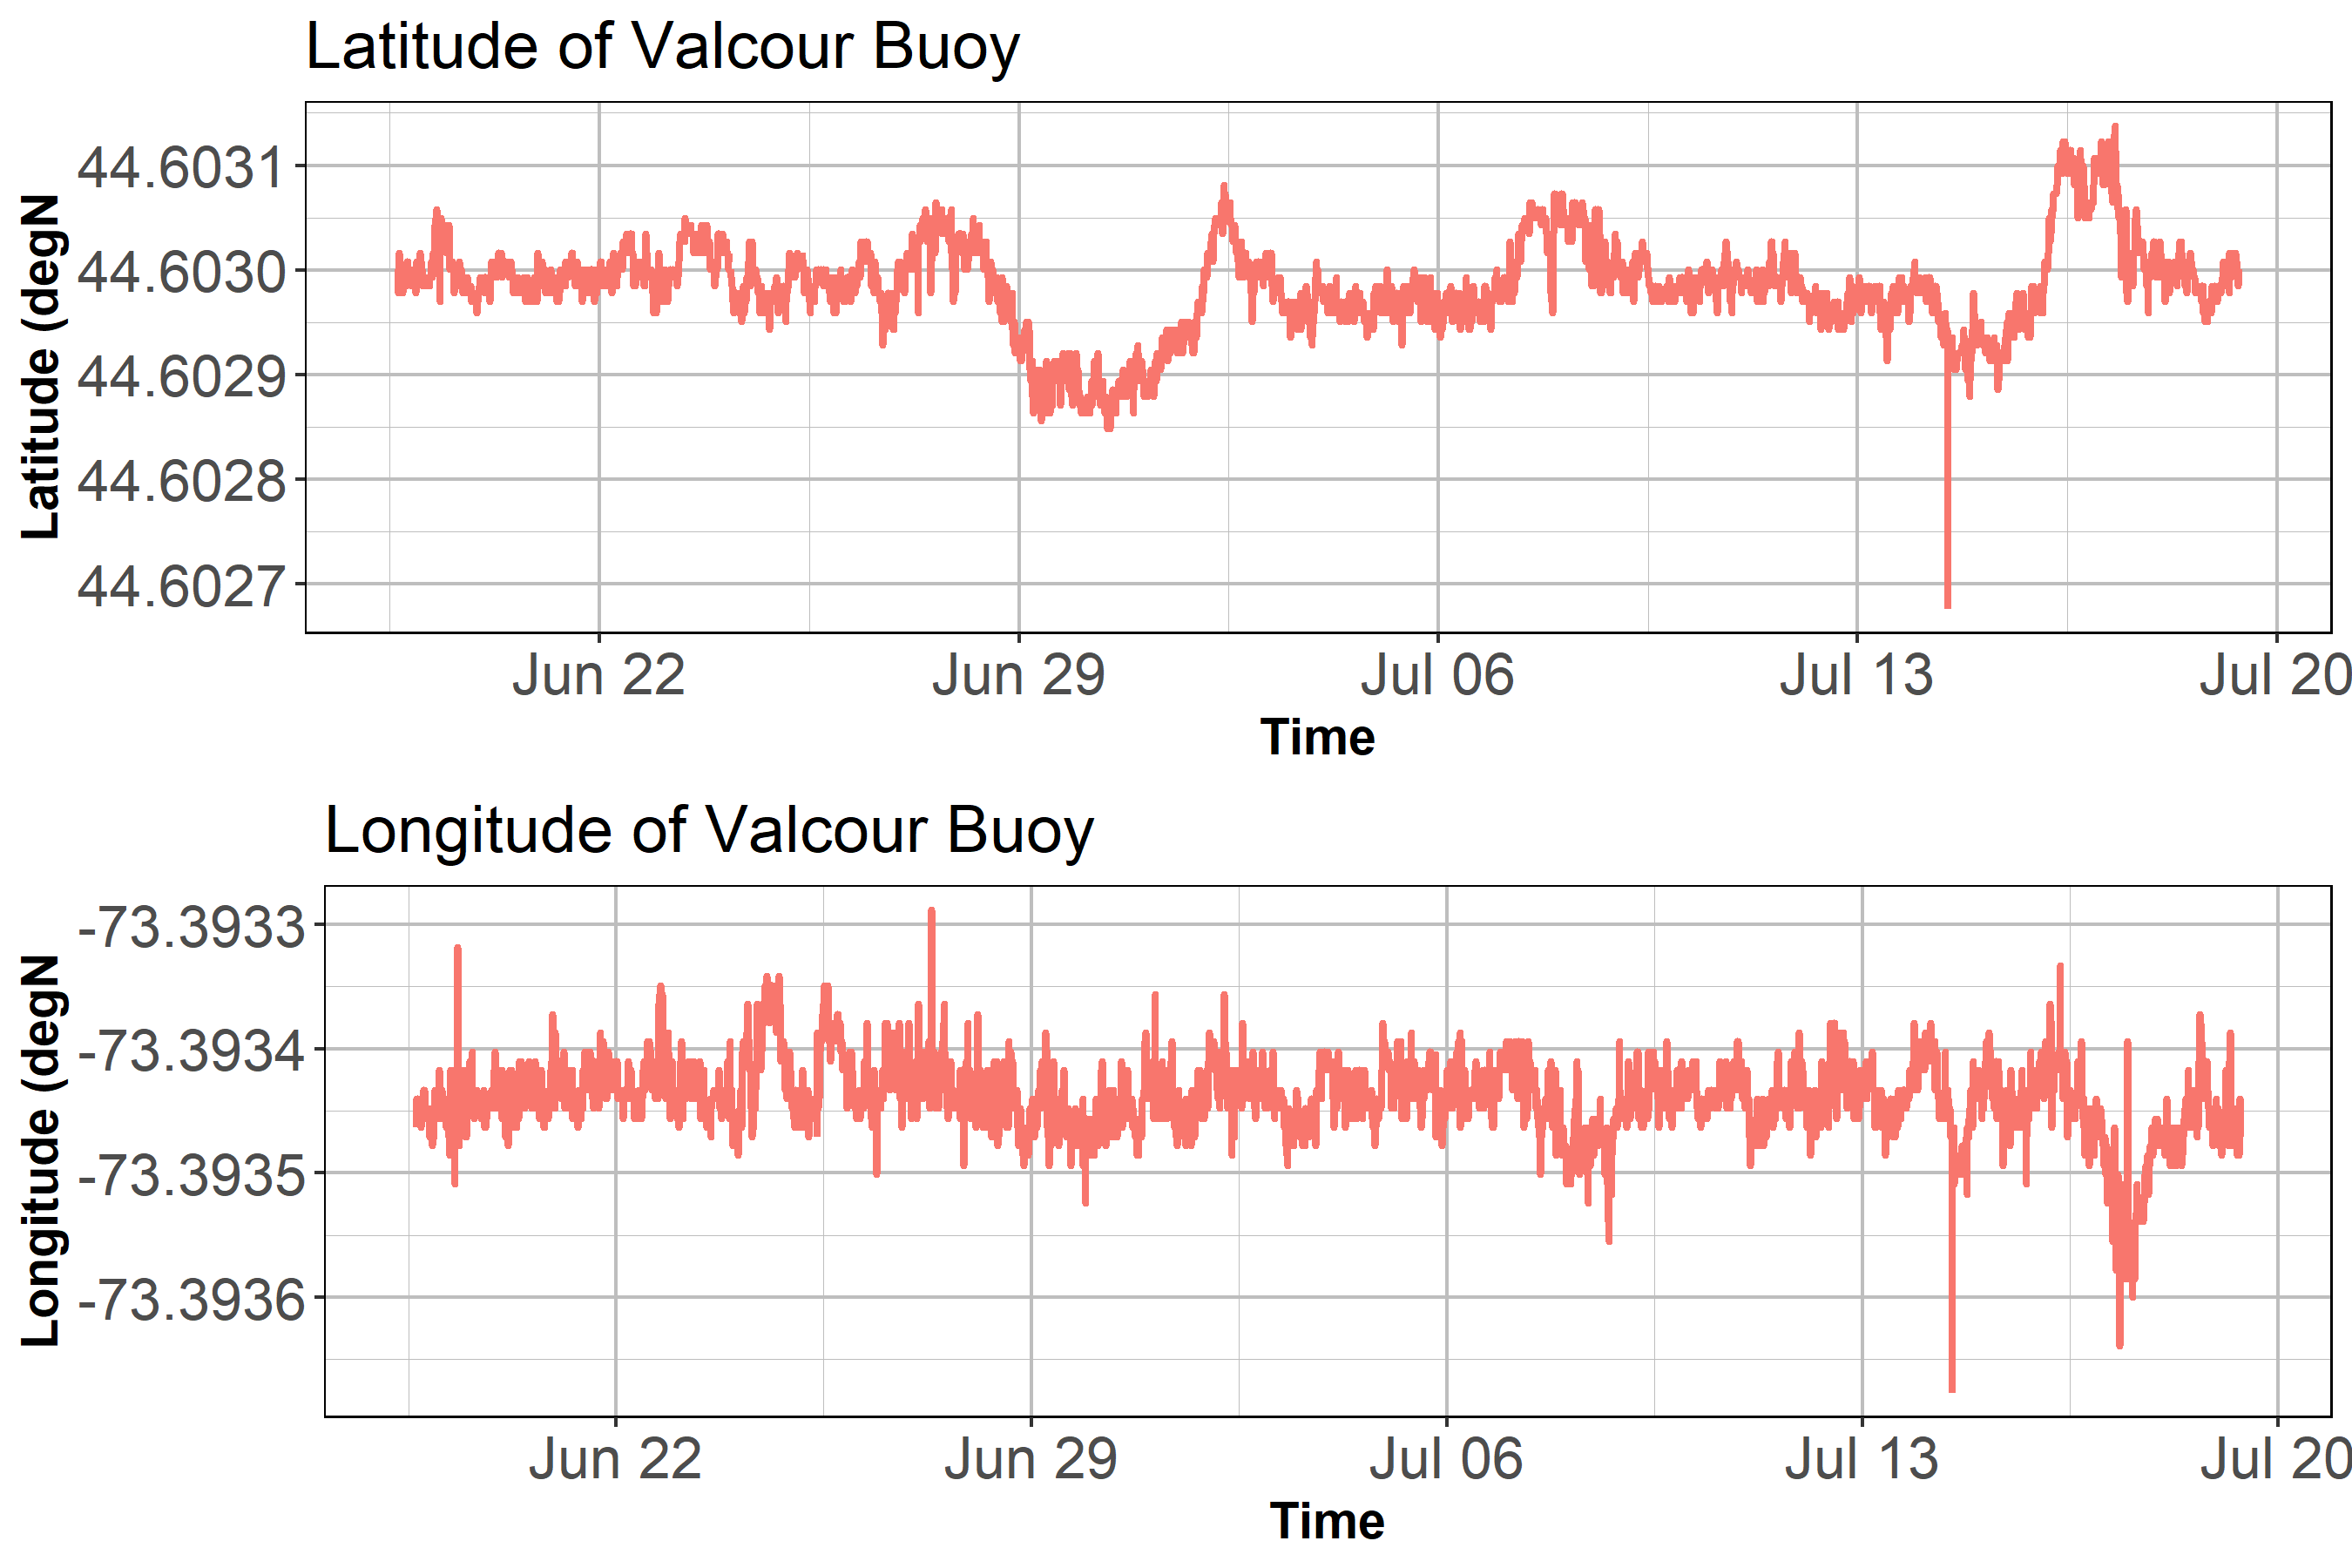 Latitude of Valcour Buoy
Latitude (degN
44.6031
44.6030
44.6029
44.6028
44.6027
Jun 22 Jun 29 Jul 06 Jul 13 Jul 20
Time
Longitude of Valcour Buoy
Longitude (degN
-73.3933
-73.3934
-73.3935
-73.3936
Jun 22 Jun 29 Jul 06 Jul 13 Jul 20
Time